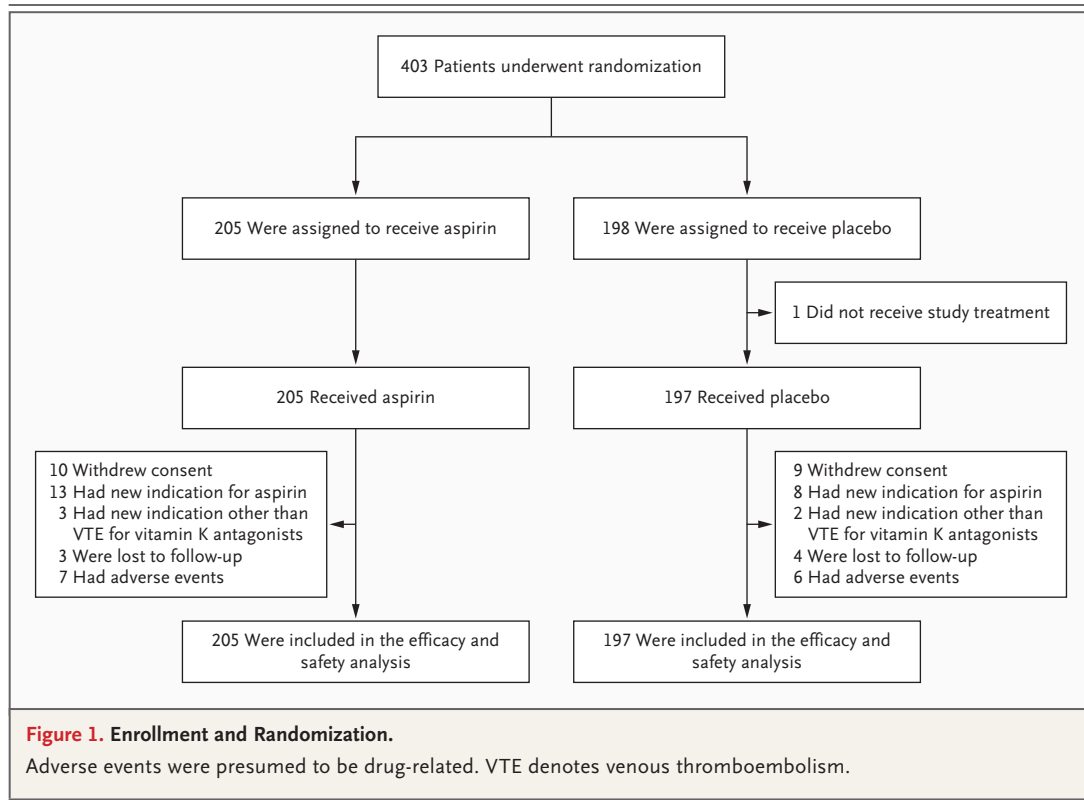 403 Patients underwent randomization
205 Were assigned to receive aspirin
198 Were assigned to receive placebo
1 Did not receive study treatment
205 Received aspirin
197 Received placebo
10 Withdrew consent
13 Had new indication for aspirin
3 Had new indication other than
VTE for vitamin K antagonists
3 Were lost to follow-up
7 Had adverse events
9 Withdrew consent
8 Had new indication for aspirin
2 Had new indication other than
VTE for vitamin K antagonists
4 Were lost to follow-up
6 Had adverse events
205 Were included in the efficacy and
safety analysis
197 Were included in the efficacy and
safety analysis
Figure 1. Enrollment and Randomization.
Adverse events were presumed to be drug-related. VTE denotes venous thromboembolism.